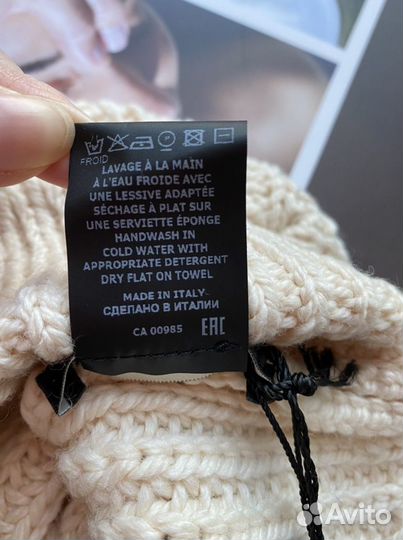 FROID
LAVAGE À LA MAIN
À L'EAU FROIDE AVEC
UNE LESSIVE ADAPTÉE
SÉCHAGE À PLAT SUR
UNE SERVIETTE ÉPONGE
HANDWASH IN
COLD WATER WITH
APPROPRIATE DETERGENT
DRY FLAT ON TOWEL
MADE IN ITALY
СДЕЛАНО В ИТАЛИИ
CA 00985 EAC
Avito